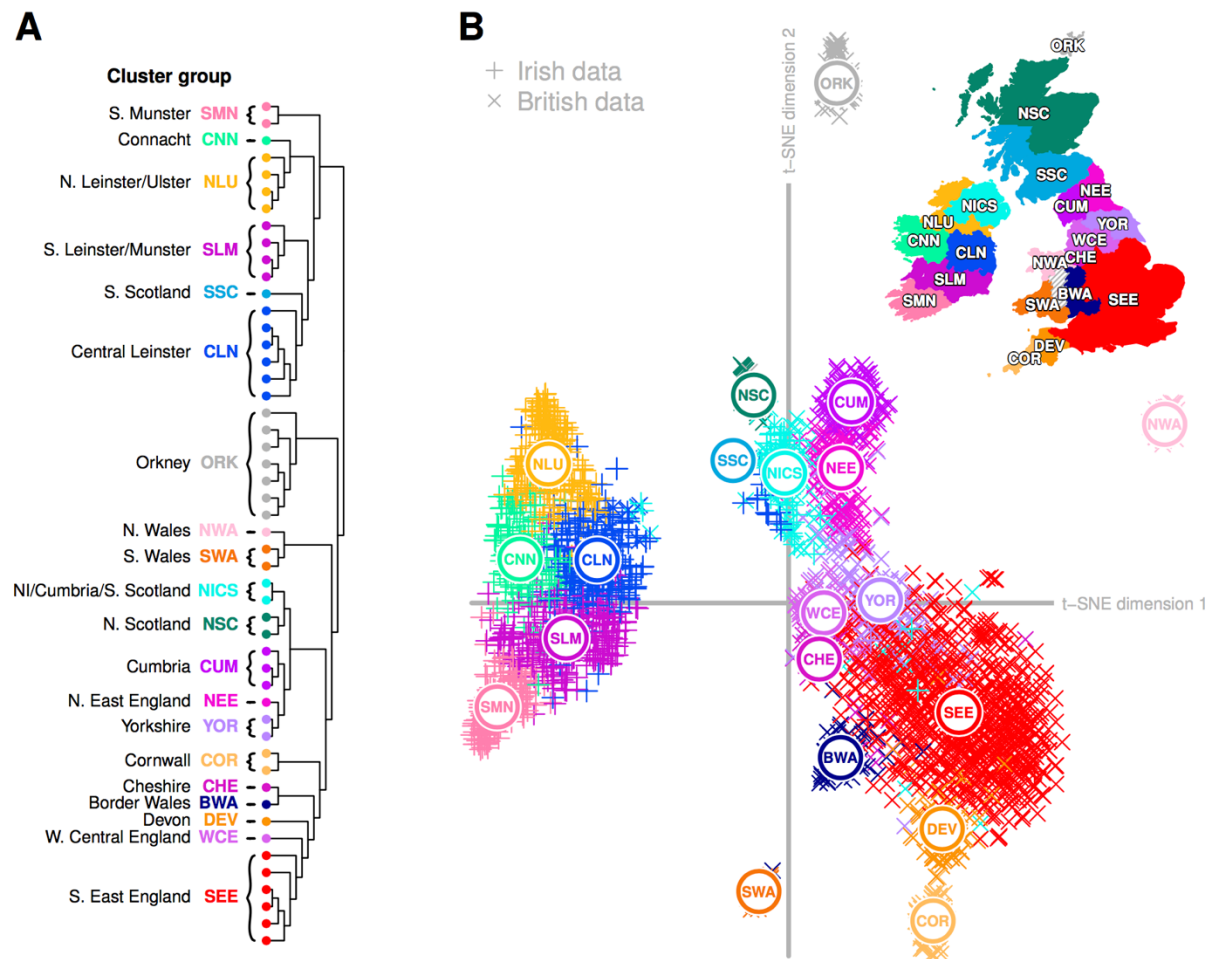 A
Cluster group
S. Munster SMN
Connacht CNN
N. Leinster/Ulster NLU
S. Leinster/Munster SLM
S. Scotland SSC
Central Leinster CLN
Orkney ORK
N. Wales NWA
S. Wales SWA
NI/Cumbria/S. Scotland NICS
N. Scotland NSC
Cumbria CUM
N. East England NEE
Yorkshire YOR
Cornwall COR
Cheshire CHE
Border Wales BWA
Devon DEV
W. Central England WCE
S. East England SEE
B
+ Irish data
× British data
t-SNE dimension 2
t-SNE dimension 1
ORK
NSC
SSC
NEE
CUM
YOR
WCE
CHE
NWA
BWA
SWA
SEE
DEV
COR
NICS
NLU
CNN
CLN
SLM
SMN
ORK
NSC
CUM
NWA
SSC
NICS
NEE
NLU
CNN
CLN
YOR
WCE
SLM
CHE
SMN
SEE
BWA
DEV
SWA
COR